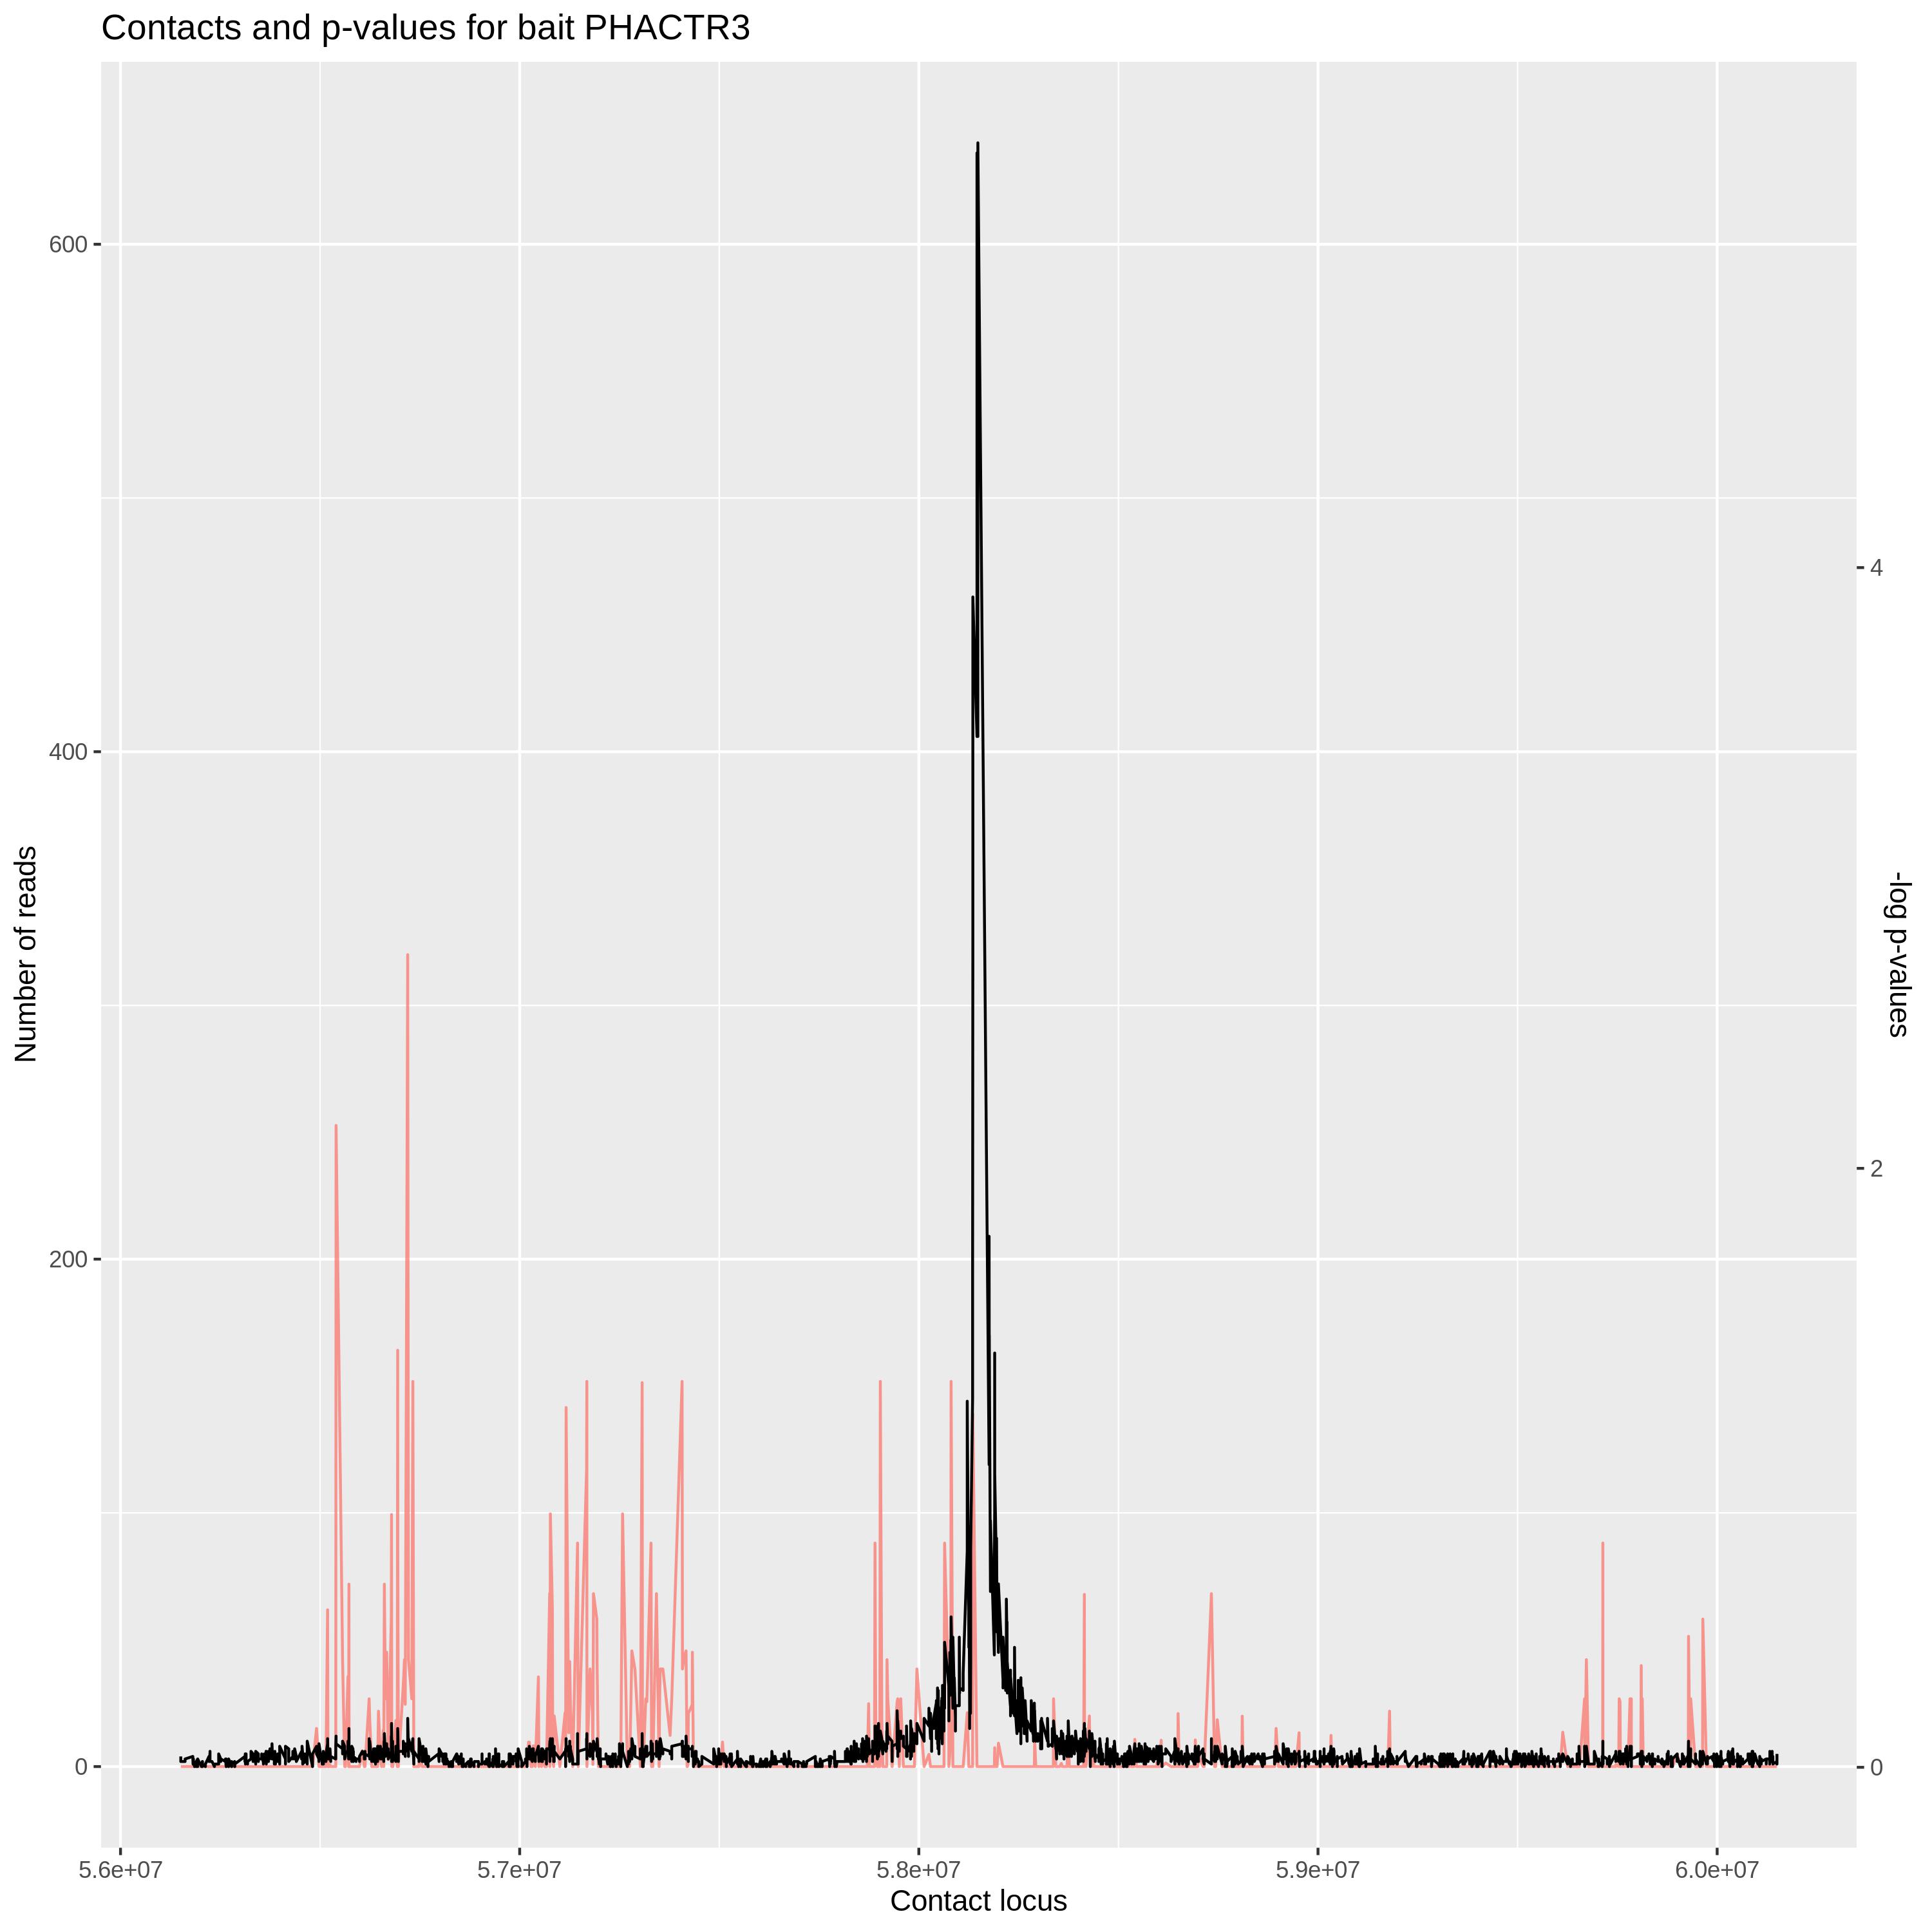 Contacts and p-values for bait PHACTR3
600
400
200
0
Number of reads
4
2
0
-log p-values
5.6e+07
5.7e+07
5.8e+07
5.9e+07
6.0e+07
Contact locus